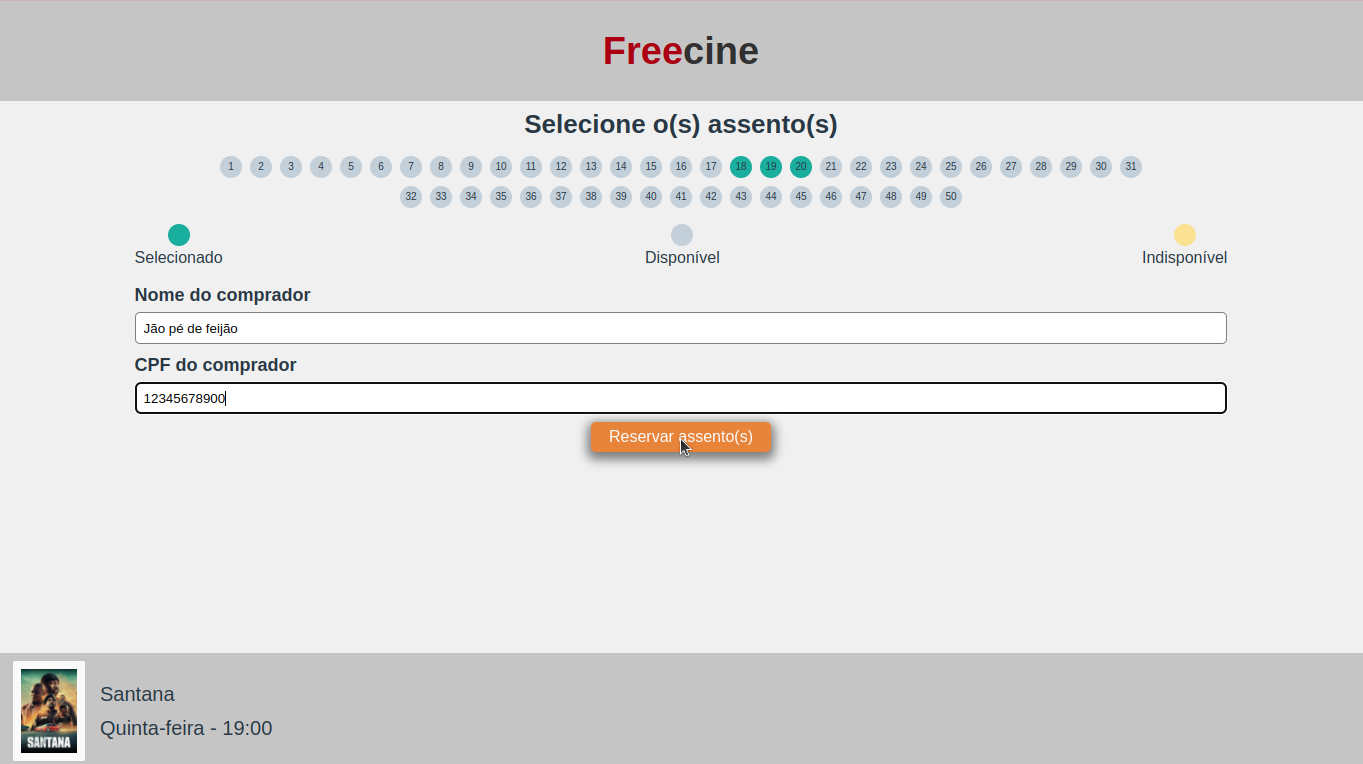 Freecine
Selecione o(s) assento(s)
1 2 3 4 5 6 7 8 9 10 11 12 13 14 15 16 17 18 19 20 21 22 23 24 25 26 27 28 29 30 31
32 33 34 35 36 37 38 39 40 41 42 43 44 45 46 47 48 49 50
Selecionado Disponível Indisponível
Nome do comprador
Jão pé de feijão
CPF do comprador
12345678900
Reservar assento(s)
SANTANA
Santana
Quinta-feira - 19:00